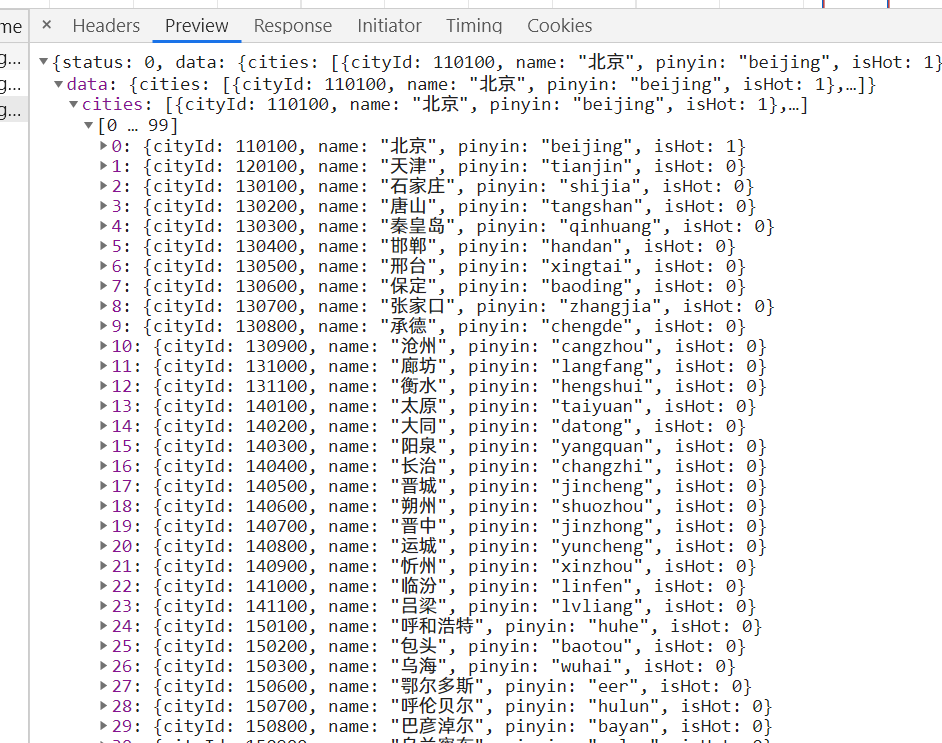 me × Headers Preview Response Initiator Timing Cookies
g... {status: 0, data: {cities: [{cityId: 110100, name: "北京", pinyin: "beijing", isHot: 1}
g... data: {cities: [{cityId: 110100, name: "北京", pinyin: "beijing", isHot: 1},…]}
g... cities: [{cityId: 110100, name: "北京", pinyin: "beijing", isHot: 1},…]
[0 … 99]
0: {cityId: 110100, name: "北京", pinyin: "beijing", isHot: 1}
1: {cityId: 120100, name: "天津", pinyin: "tianjin", isHot: 0}
2: {cityId: 130100, name: "石家庄", pinyin: "shijia", isHot: 0}
3: {cityId: 130200, name: "唐山", pinyin: "tangshan", isHot: 0}
4: {cityId: 130300, name: "秦皇岛", pinyin: "qinhuang", isHot: 0}
5: {cityId: 130400, name: "邯郸", pinyin: "handan", isHot: 0}
6: {cityId: 130500, name: "邢台", pinyin: "xingtai", isHot: 0}
7: {cityId: 130600, name: "保定", pinyin: "baoding", isHot: 0}
8: {cityId: 130700, name: "张家口", pinyin: "zhangjia", isHot: 0}
9: {cityId: 130800, name: "承德", pinyin: "chengde", isHot: 0}
10: {cityId: 130900, name: "沧州", pinyin: "cangzhou", isHot: 0}
11: {cityId: 131000, name: "廊坊", pinyin: "langfang", isHot: 0}
12: {cityId: 131100, name: "衡水", pinyin: "hengshui", isHot: 0}
13: {cityId: 140100, name: "太原", pinyin: "taiyuan", isHot: 0}
14: {cityId: 140200, name: "大同", pinyin: "datong", isHot: 0}
15: {cityId: 140300, name: "阳泉", pinyin: "yangquan", isHot: 0}
16: {cityId: 140400, name: "长治", pinyin: "changzhi", isHot: 0}
17: {cityId: 140500, name: "晋城", pinyin: "jincheng", isHot: 0}
18: {cityId: 140600, name: "朔州", pinyin: "shuozhou", isHot: 0}
19: {cityId: 140700, name: "晋中", pinyin: "jinzhong", isHot: 0}
20: {cityId: 140800, name: "运城", pinyin: "yuncheng", isHot: 0}
21: {cityId: 140900, name: "忻州", pinyin: "xinzhou", isHot: 0}
22: {cityId: 141000, name: "临汾", pinyin: "linfen", isHot: 0}
23: {cityId: 141100, name: "吕梁", pinyin: "lvliang", isHot: 0}
24: {cityId: 150100, name: "呼和浩特", pinyin: "huhe", isHot: 0}
25: {cityId: 150200, name: "包头", pinyin: "baotou", isHot: 0}
26: {cityId: 150300, name: "乌海", pinyin: "wuhai", isHot: 0}
27: {cityId: 150600, name: "鄂尔多斯", pinyin: "eer", isHot: 0}
28: {cityId: 150700, name: "呼伦贝尔", pinyin: "hulun", isHot: 0}
29: {cityId: 150800, name: "巴彦淖尔", pinyin: "bayan", isHot: 0}